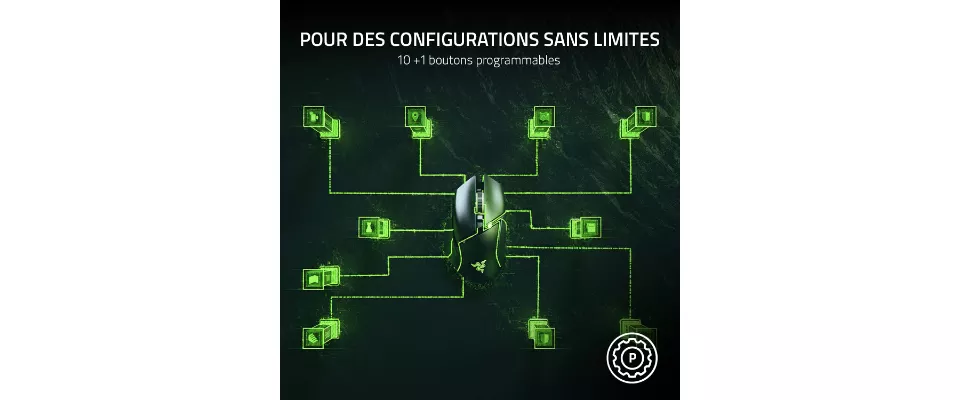 POUR DES CONFIGURATIONS SANS LIMITES
10 +1 boutons programmables
P